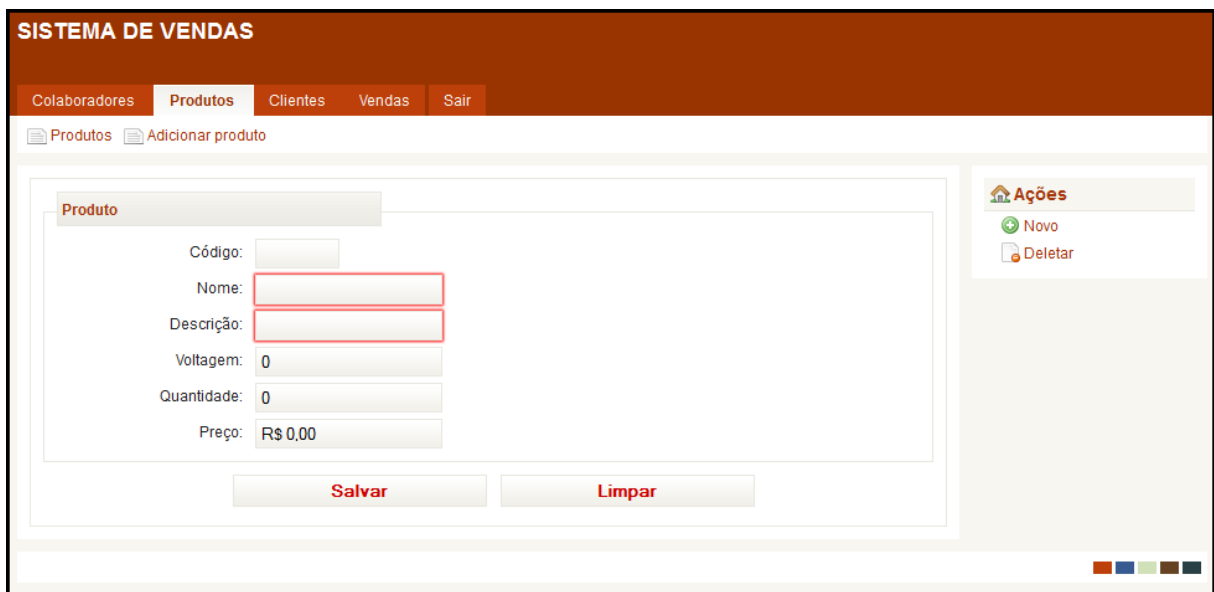 SISTEMA DE VENDAS
Colaboradores Produtos Clientes Vendas Sair
Produtos Adicionar produto
Produto
Código:
Nome:
Descrição:
Voltagem: 0
Quantidade: 0
Preço: R$ 0,00
Salvar Limpar
Ações
Novo
Deletar